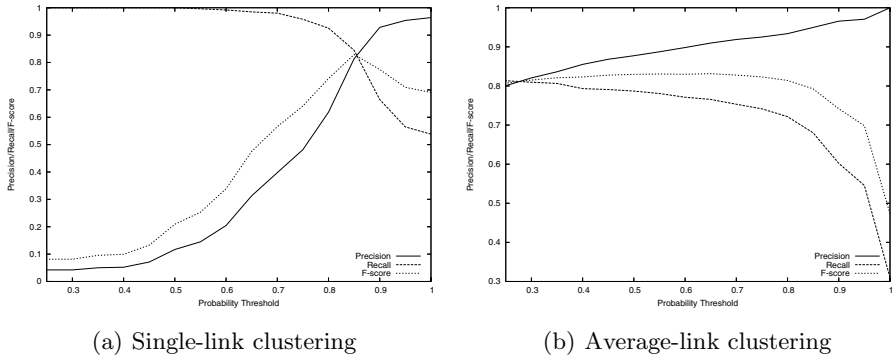 1
0.9
0.8
0.7
0.6
0.5
0.4
0.3
0.2
0.1
0
Precision/Recall/F-score
0.3 0.4 0.5 0.6 0.7 0.8 0.9 1
Probability Threshold
Precision
Recall
F-score
(a) Single-link clustering
1
0.9
0.8
0.7
0.6
0.5
0.4
0.3
Precision/Recall/F-score
0.3 0.4 0.5 0.6 0.7 0.8 0.9 1
Probability Threshold
Precision
Recall
F-score
(b) Average-link clustering